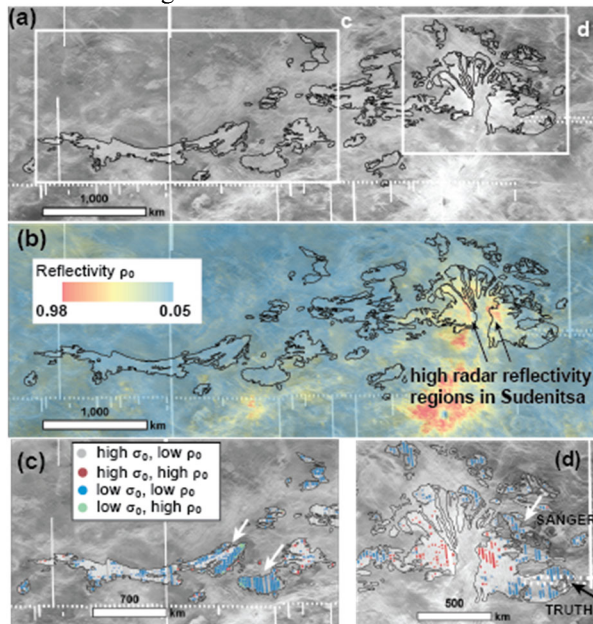 (a)
c
d
1,000
km
(b)
Reflectivity ρ₀
0.98
0.05
high radar reflectivity
regions in Sudenitsa
1,000
km
(c)
high σ₀, low ρ₀
high σ₀, high ρ₀
low σ₀, low ρ₀
low σ₀, high ρ₀
700
km
(d)
SANGER
500
km
TRUTH